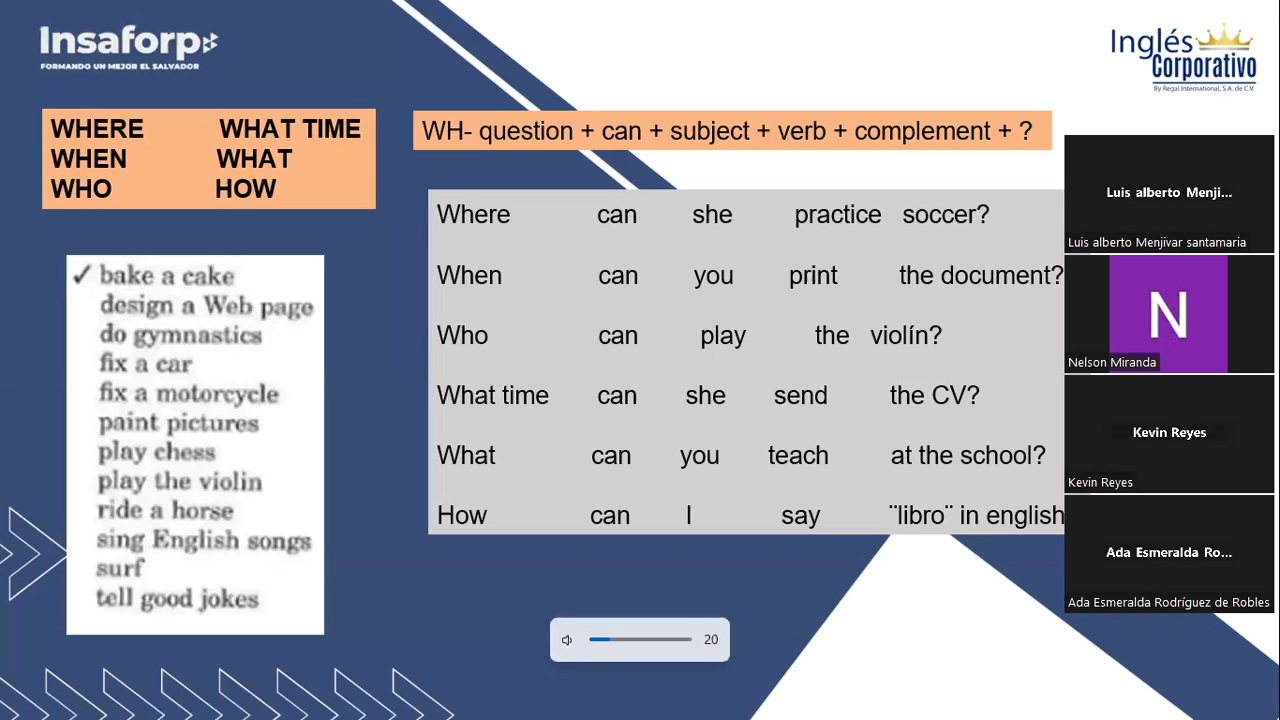 Insaforp
FORMANDO UN MEJOR EL SALVADOR
Inglés
Corporativo
By Regal International, S.A. de C.V.
WHERE WHAT TIME
WHEN WHAT
WHO HOW
WH- question + can + subject + verb + complement + ?
✓ bake a cake
design a Web page
do gymnastics
fix a car
fix a motorcycle
paint pictures
play chess
play the violin
ride a horse
sing English songs
surf
tell good jokes
Where can she practice soccer?
When can you print the document?
Who can play the violín?
What time can she send the CV?
What can you teach at the school?
How can I say ¨libro¨ in english
Luis alberto Menji...
Luis alberto Menjivar santamaria
N
Nelson Miranda
Kevin Reyes
Kevin Reyes
Ada Esmeralda Ro...
Ada Esmeralda Rodríguez de Robles
20